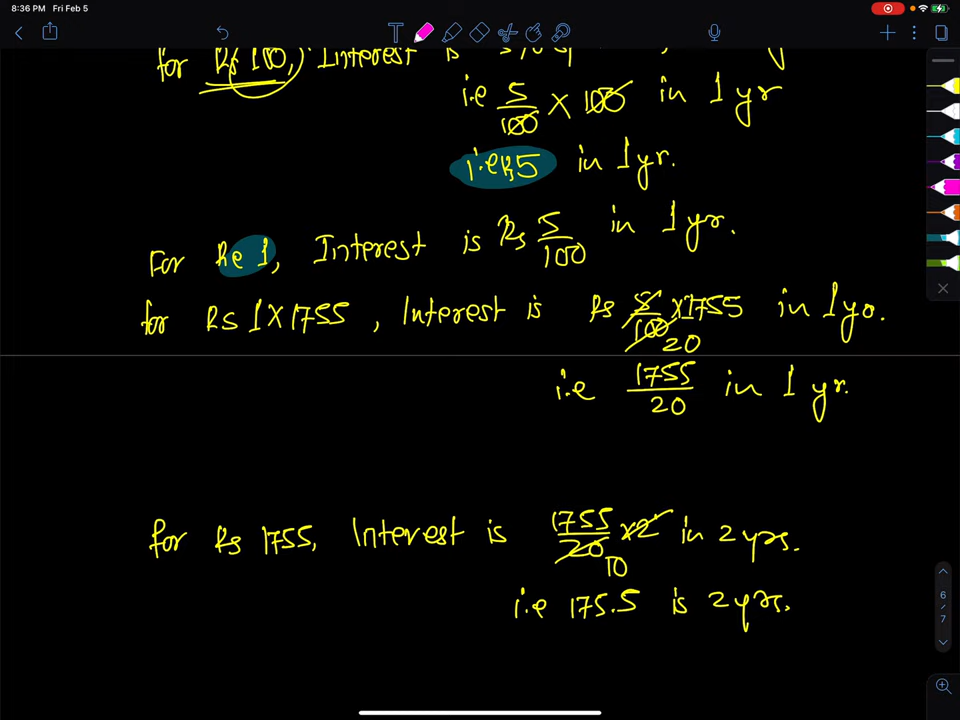 8:36 PM Fri Feb 5
for Rs 100, Interest is
i.e 5/100 × 100 in 1 yr
i.e Rs 5 in 1 yr.
For Re 1, Interest is Rs 5/100 in 1 yr.
for Rs 1 × 1755, Interest is Rs 5/100 × 1755 in 1 yr.
20
i.e 1755/20 in 1 yr.
for Rs 1755, Interest is 1755/20 × 2 in 2 yrs.
10
i.e 175.5 is 2 yrs.
6 / 7